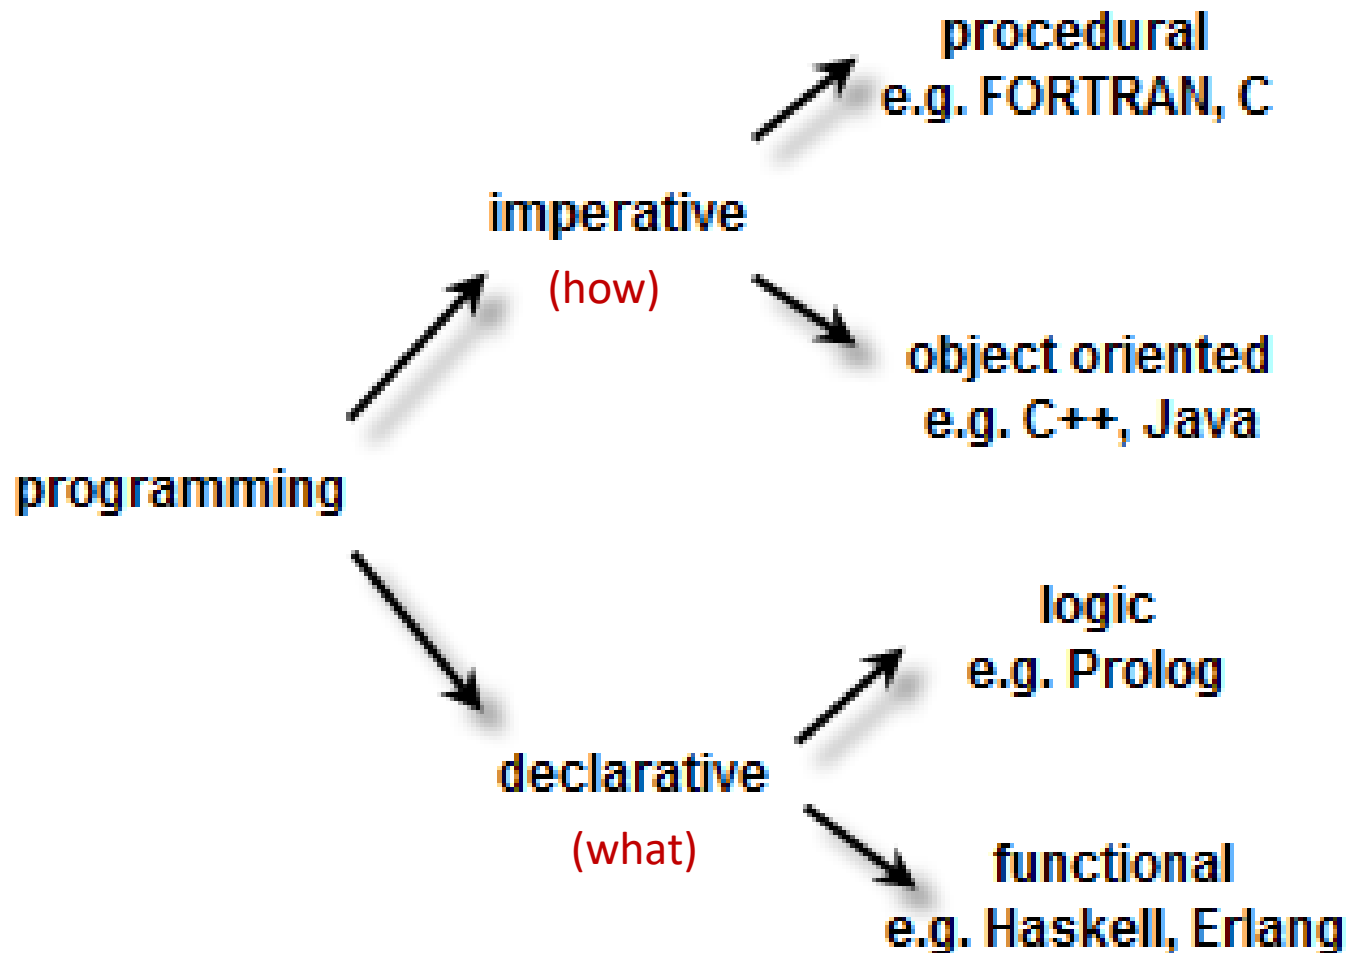 procedural
e.g. FORTRAN, C
imperative
(how)
object oriented
e.g. C++, Java
programming
logic
e.g. Prolog
declarative
(what)
functional
e.g. Haskell, Erlang